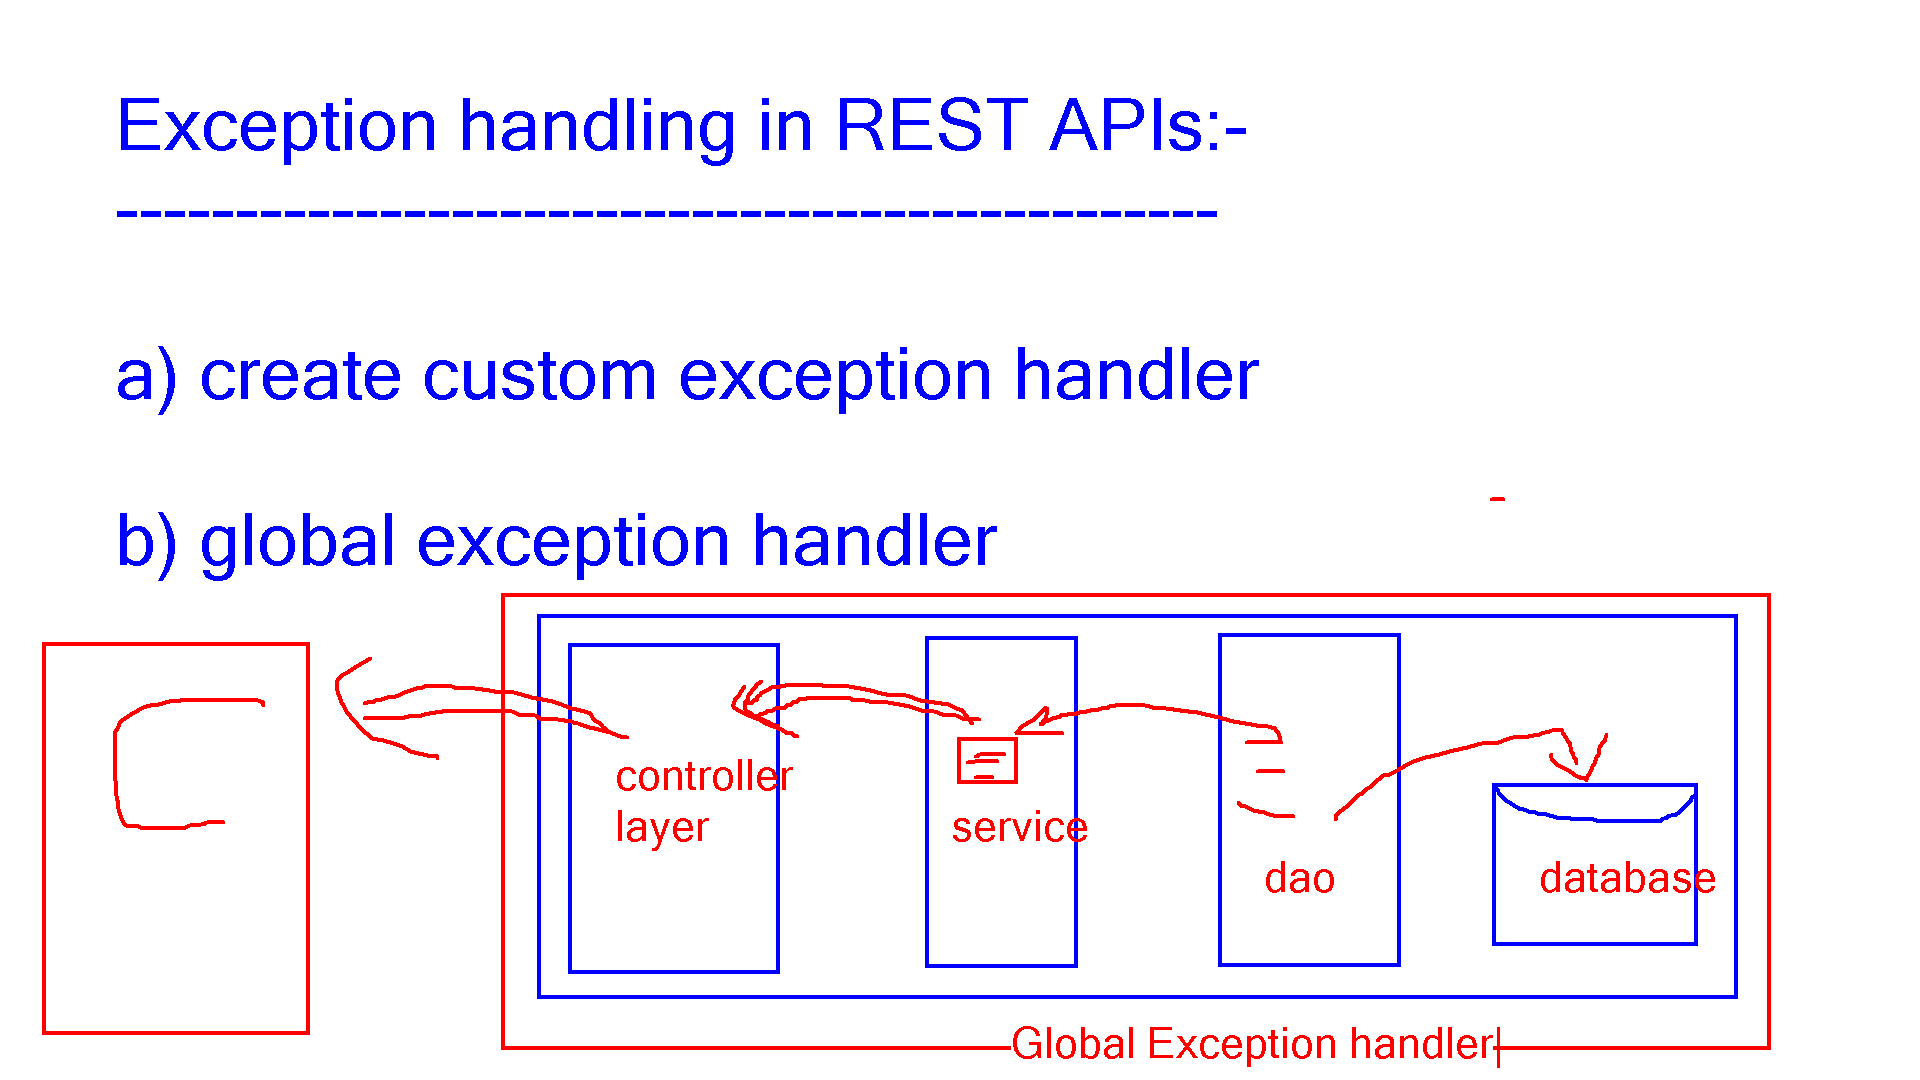 Exception handling in REST APIs:-
----------------------------------------------
a) create custom exception handler
b) global exception handler
controller
layer
service
dao
database
Global Exception handler